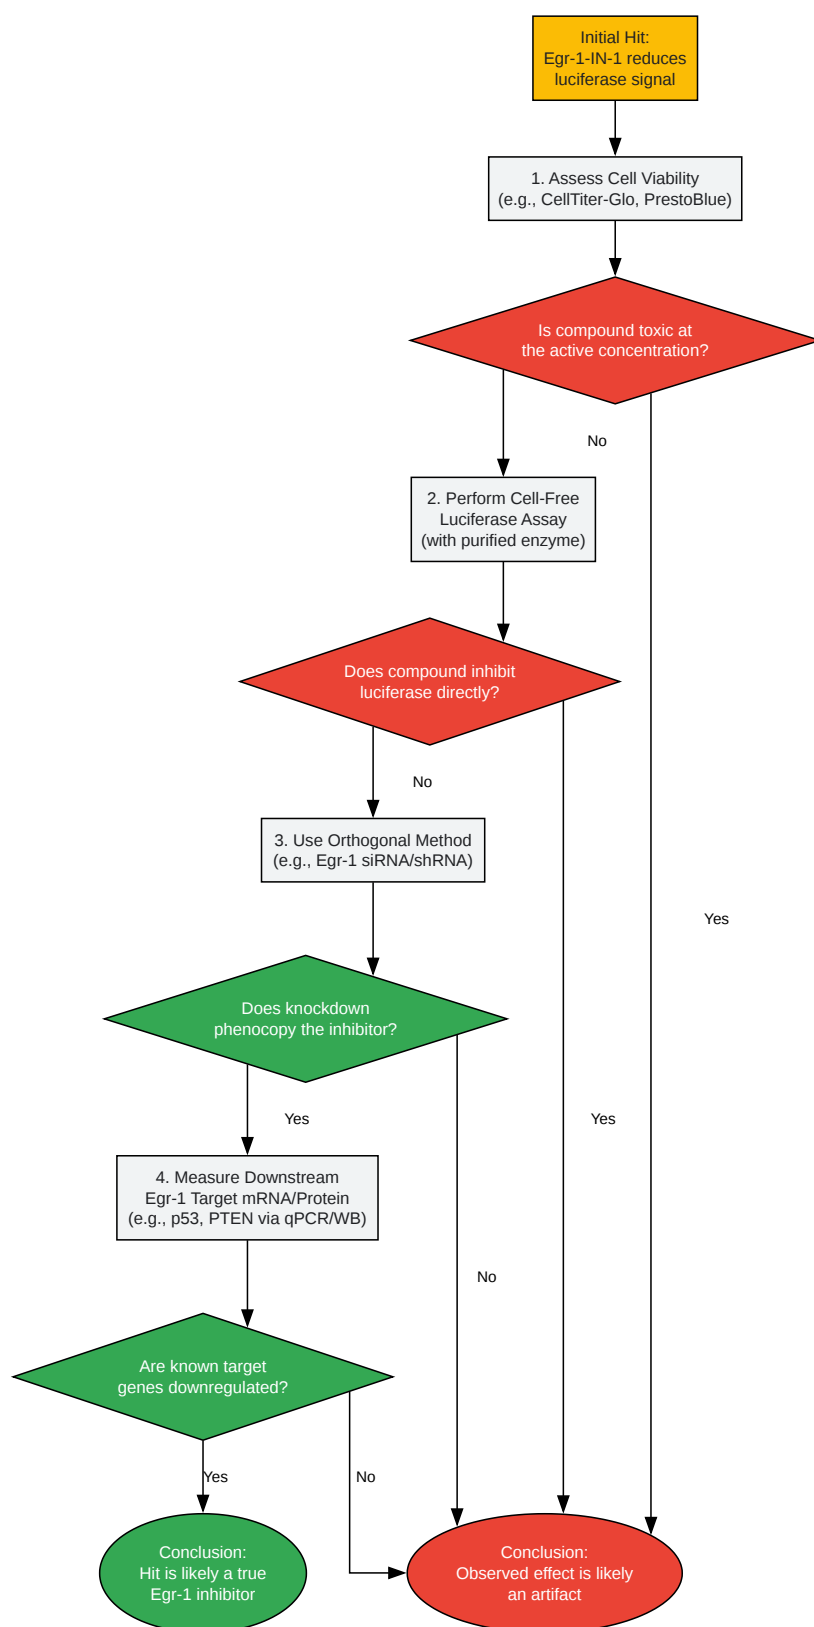 Initial Hit:
Egr-1-IN-1 reduces
luciferase signal
1. Assess Cell Viability
(e.g., CellTiter-Glo, PrestoBlue)
Is compound toxic at
the active concentration?
No
2. Perform Cell-Free
Luciferase Assay
(with purified enzyme)
Does compound inhibit
luciferase directly?
No
3. Use Orthogonal Method
(e.g., Egr-1 siRNA/shRNA)
Yes
Does knockdown
phenocopy the inhibitor?
Yes
Yes
4. Measure Downstream
Egr-1 Target mRNA/Protein
(e.g., p53, PTEN via qPCR/WB)
No
Are known target
genes downregulated?
Yes
No
Conclusion:
Hit is likely a true
Egr-1 inhibitor
Conclusion:
Observed effect is likely
an artifact